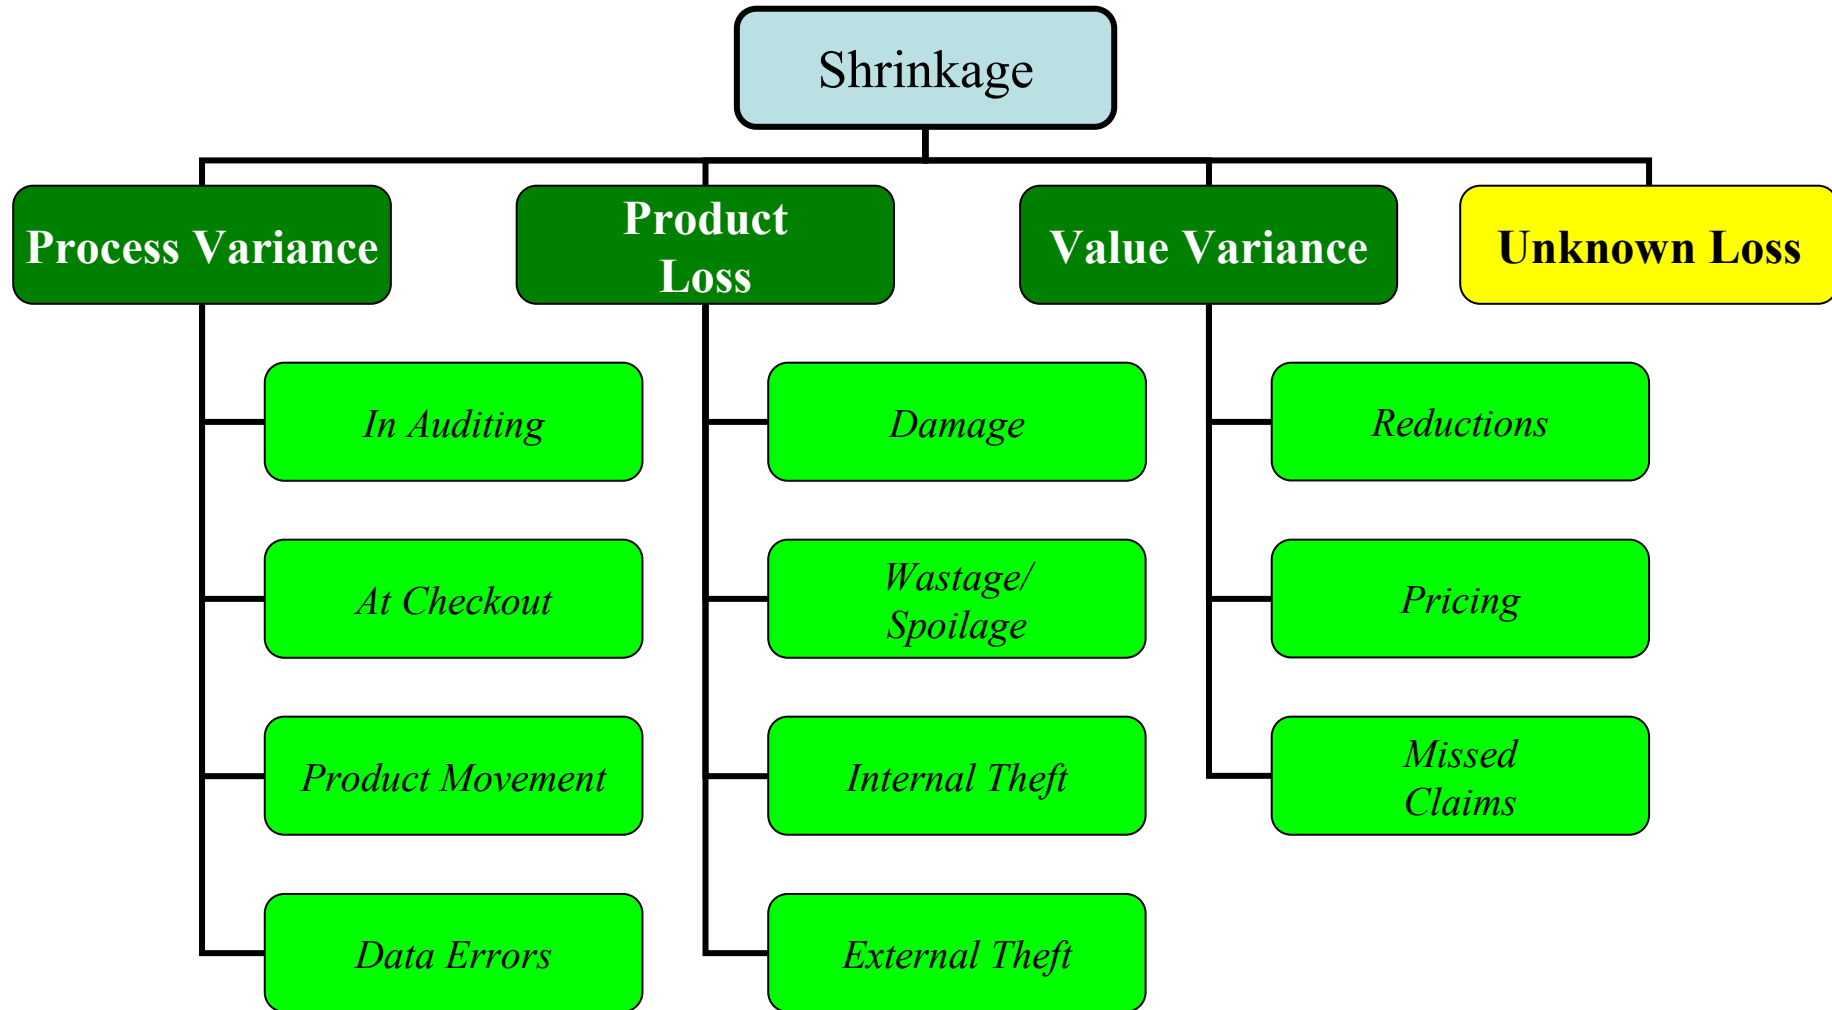 Shrinkage
Process Variance
Product
Loss
Value Variance
Unknown Loss
In Auditing
Damage
Reductions
At Checkout
Wastage/
Spoilage
Pricing
Product Movement
Internal Theft
Missed
Claims
Data Errors
External Theft